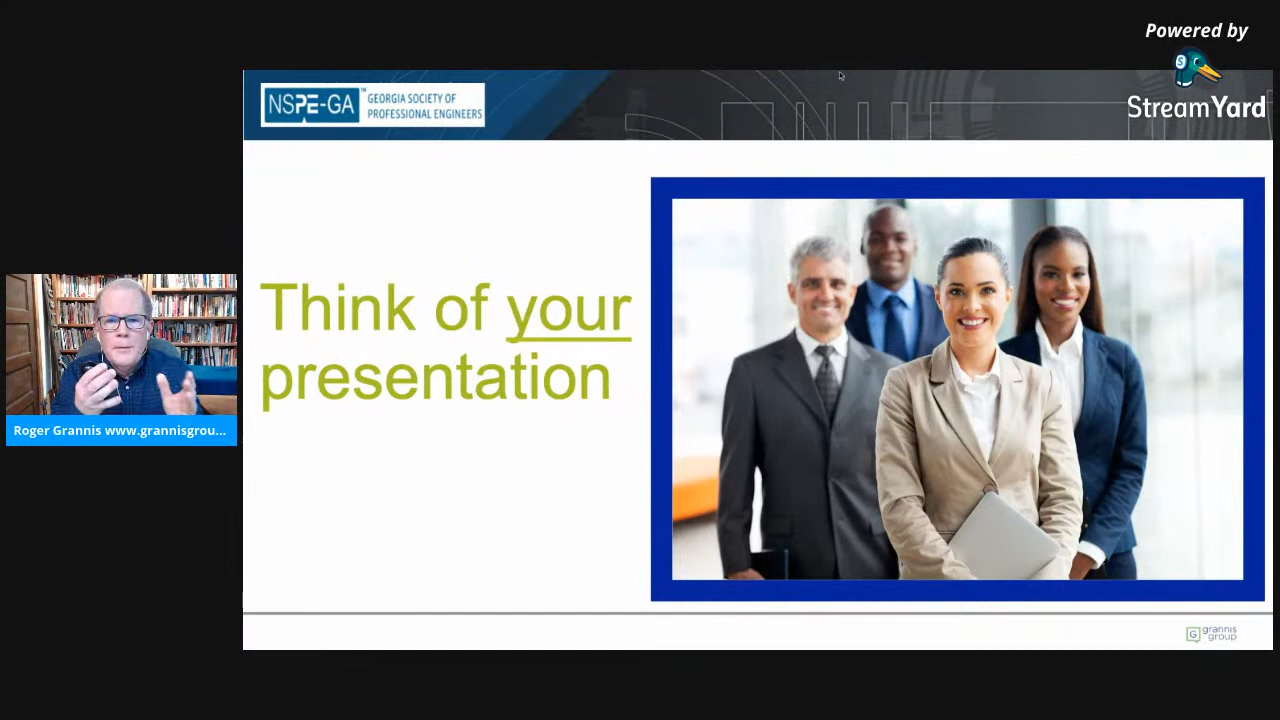 Powered by
StreamYard
NSPE-GA™
GEORGIA SOCIETY OF
PROFESSIONAL ENGINEERS
Think of your
presentation
Roger Grannis www.grannisgrou...
G grannis
group